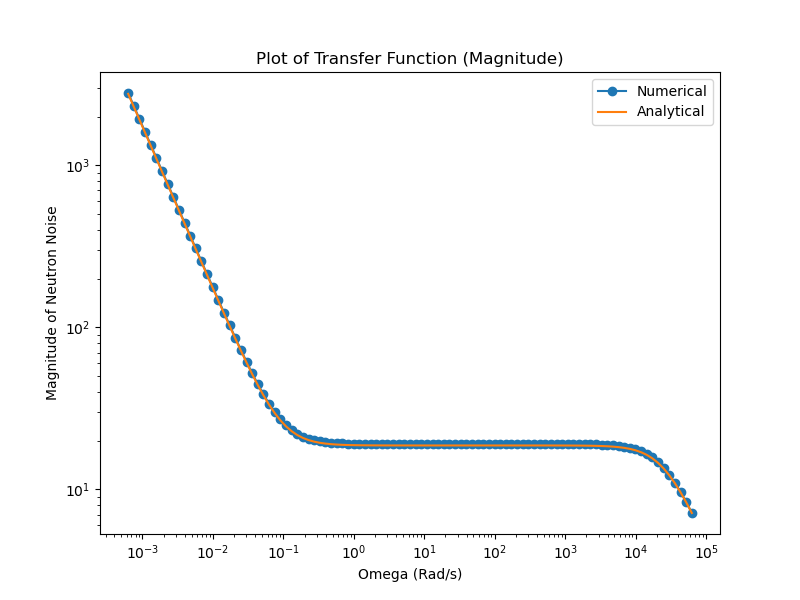 Plot of Transfer Function (Magnitude)
Numerical
Analytical
Magnitude of Neutron Noise
10³
10²
10¹
10⁻³ 10⁻² 10⁻¹ 10⁰ 10¹ 10² 10³ 10⁴ 10⁵
Omega (Rad/s)